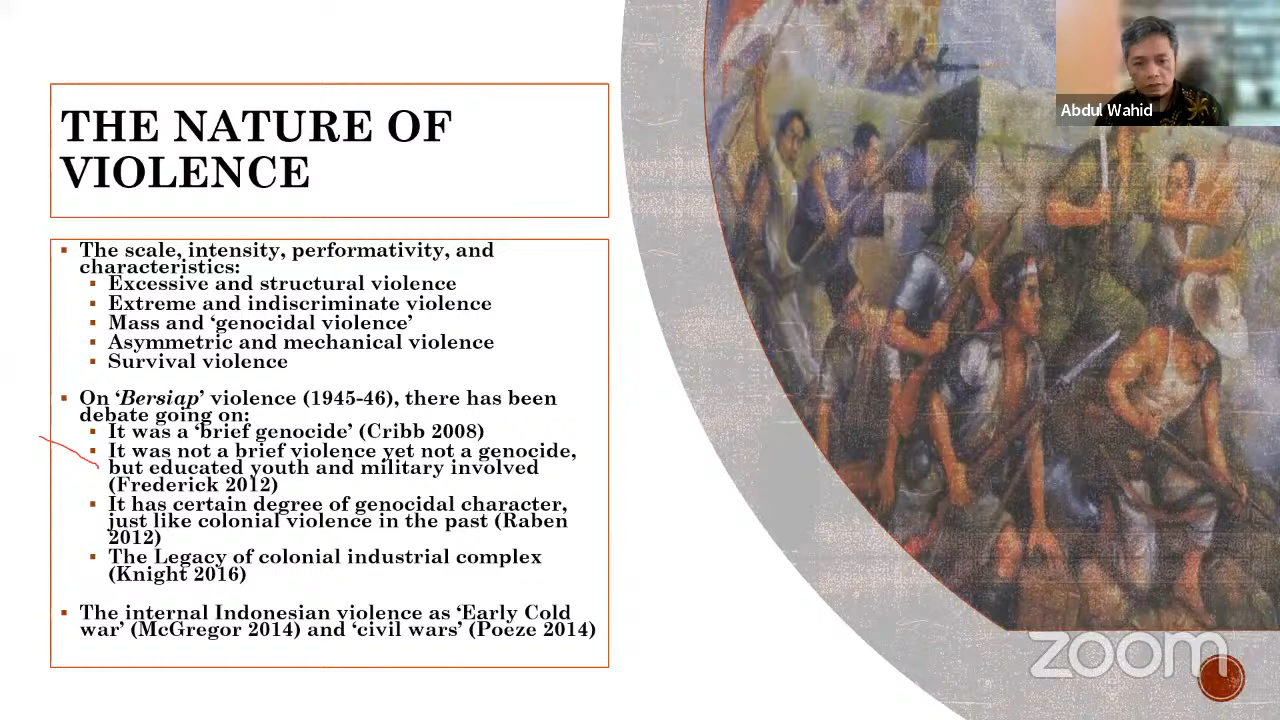 Abdul Wahid
THE NATURE OF
VIOLENCE
▪ The scale, intensity, performativity, and
characteristics:
▪ Excessive and structural violence
▪ Extreme and indiscriminate violence
▪ Mass and ‘genocidal violence’
▪ Asymmetric and mechanical violence
▪ Survival violence
▪ On ‘Bersiap’ violence (1945-46), there has been
debate going on:
▪ It was a ‘brief genocide’ (Cribb 2008)
▪ It was not a brief violence yet not a genocide,
but educated youth and military involved
(Frederick 2012)
▪ It has certain degree of genocidal character,
just like colonial violence in the past (Raben
2012)
▪ The Legacy of colonial industrial complex
(Knight 2016)
▪ The internal Indonesian violence as ‘Early Cold
war’ (McGregor 2014) and ‘civil wars’ (Poeze 2014)
zoom